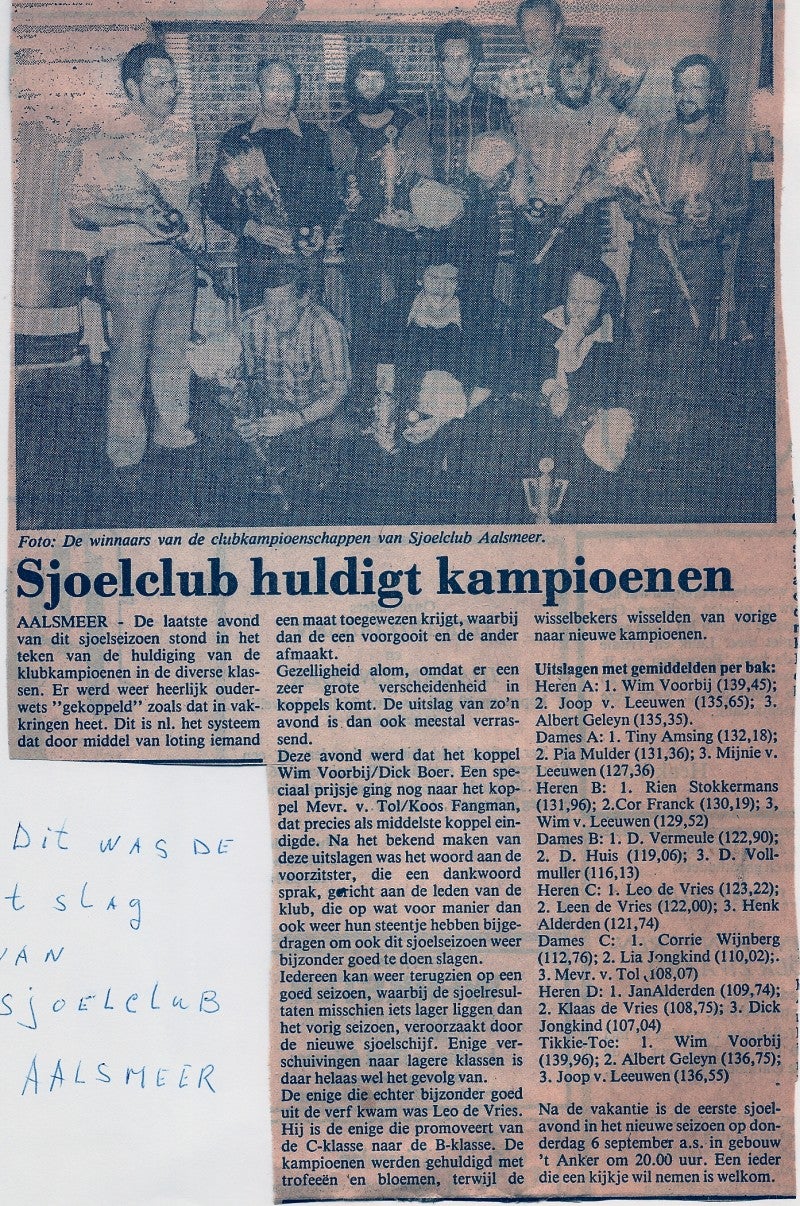 Foto: De winnaars van de clubkampioenschappen van Sjoelclub Aalsmeer.
Sjoelclub huldigt kampioenen
AALSMEER - De laatste avond
van dit sjoelseizoen stond in het
teken van de huldiging van de
klubkampioenen in de diverse klas-
sen. Er werd weer heerlijk ouder-
wets "gekoppeld" zoals dat in vak-
kringen heet. Dit is nl. het systeem
dat door middel van loting iemand
een maat toegewezen krijgt, waarbij
dan de een voorgooit en de ander
afmaakt.
Gezelligheid alom, omdat er een
zeer grote verscheidenheid in
koppels komt. De uitslag van zo'n
avond is dan ook meestal verras-
send.
Deze avond werd dat het koppel
Wim Voorbij/Dick Boer. Een spe-
ciaal prijsje ging nog naar het kop-
pel Mevr. v. Tol/Koos Fangman,
dat precies als middelste koppel ein-
digde. Na het bekend maken van
deze uitslagen was het woord aan de
voorzitster, die een dankwoord
sprak, gericht aan de leden van de
klub, die op wat voor manier dan
ook weer hun steentje hebben bijge-
dragen om ook dit sjoelseizoen weer
bijzonder goed te doen slagen.
Iedereen kan weer terugzien op een
goed seizoen, waarbij de sjoelresul-
taten misschien iets lager liggen dan
het vorig seizoen, veroorzaakt door
de nieuwe sjoelschijf. Enige ver-
schuivingen naar lagere klassen is
daar helaas wel het gevolg van.
De enige die echter bijzonder goed
uit de verf kwam was Leo de Vries.
Hij is de enige die promoveert van
de C-klasse naar de B-klasse. De
kampioenen werden gehuldigd met
trofeeën en bloemen, terwijl de
wisselbekers wisselden van vorige
naar nieuwe kampioenen.
Uitslagen met gemiddelden per bak:
Heren A: 1. Wim Voorbij (139,45);
2. Joop v. Leeuwen (135,65); 3.
Albert Geleyn (135,35).
Dames A: 1. Tiny Amsing (132,18);
2. Pia Mulder (131,36); 3. Mijnie v.
Leeuwen (127,36)
Heren B: 1. Rien Stokkermans
(131,96); 2.Cor Franck (130,19); 3,
Wim v. Leeuwen (129,52)
Dames B: 1. D. Vermeule (122,90);
2. D. Huis (119,06); 3. D. Voll-
muller (116,13)
Heren C: 1. Leo de Vries (123,22);
2. Leen de Vries (122,00); 3. Henk
Alderden (121,74)
Dames C: 1. Corrie Wijnberg
(112,76); 2. Lia Jongkind (110,02);.
3. Mevr. v. Tol (108,07)
Heren D: 1. JanAlderden (109,74);
2. Klaas de Vries (108,75); 3. Dick
Jongkind (107,04)
Tikkie-Toe: 1. Wim Voorbij
(139,96); 2. Albert Geleyn (136,75);
3. Joop v. Leeuwen (136,55)
Na de vakantie is de eerste sjoel-
avond in het nieuwe seizoen op don-
derdag 6 september a.s. in gebouw
't Anker om 20.00 uur. Een ieder
die een kijkje wil nemen is welkom.
Dit WAS DE
t slAg
VAN
SjOELCluB
AALSMEER